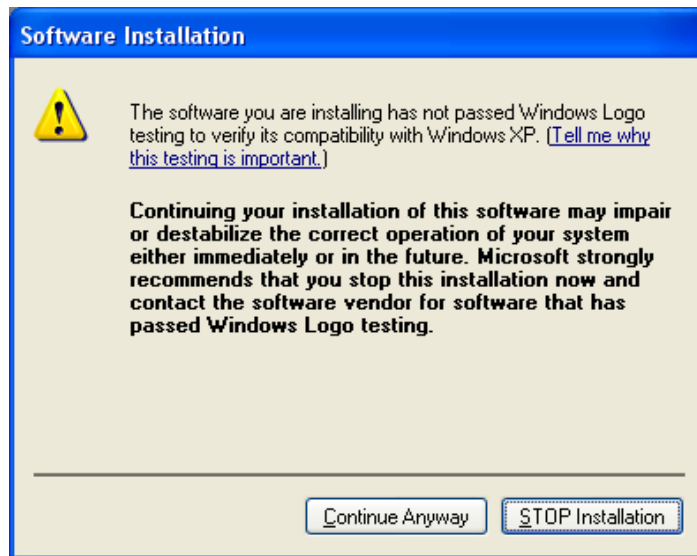 Software Installation
The software you are installing has not passed Windows Logo
testing to verify its compatibility with Windows XP. (Tell me why
this testing is important.)
Continuing your installation of this software may impair
or destabilize the correct operation of your system
either immediately or in the future. Microsoft strongly
recommends that you stop this installation now and
contact the software vendor for software that has
passed Windows Logo testing.
Continue Anyway
STOP Installation